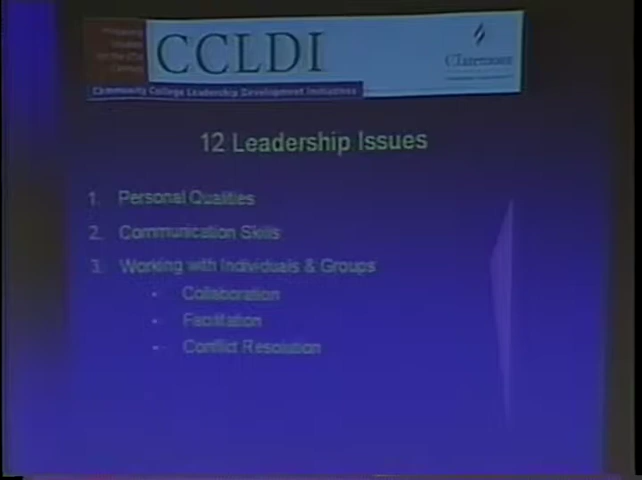 CCLDI
Claremont
Community College Leadership Development Initiatives
12 Leadership Issues
1. Personal Qualities
2. Communication Skills
3. Working with Individuals & Groups
- Collaboration
- Facilitation
- Conflict Resolution